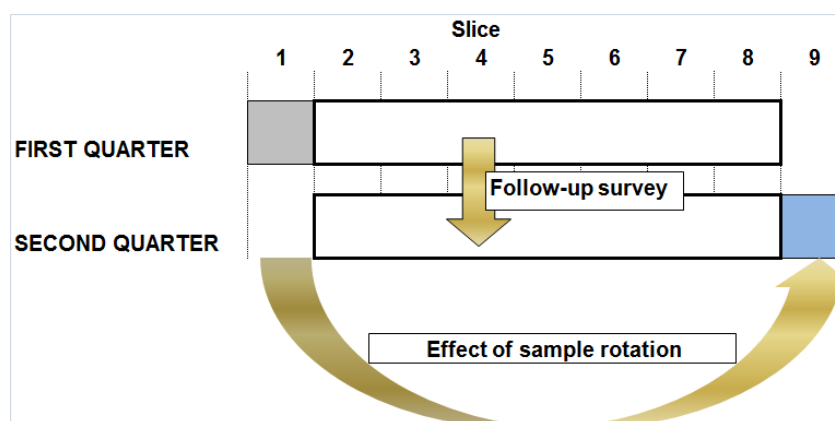 Slice
1 2 3 4 5 6 7 8 9
FIRST QUARTER
Follow-up survey
SECOND QUARTER
Effect of sample rotation